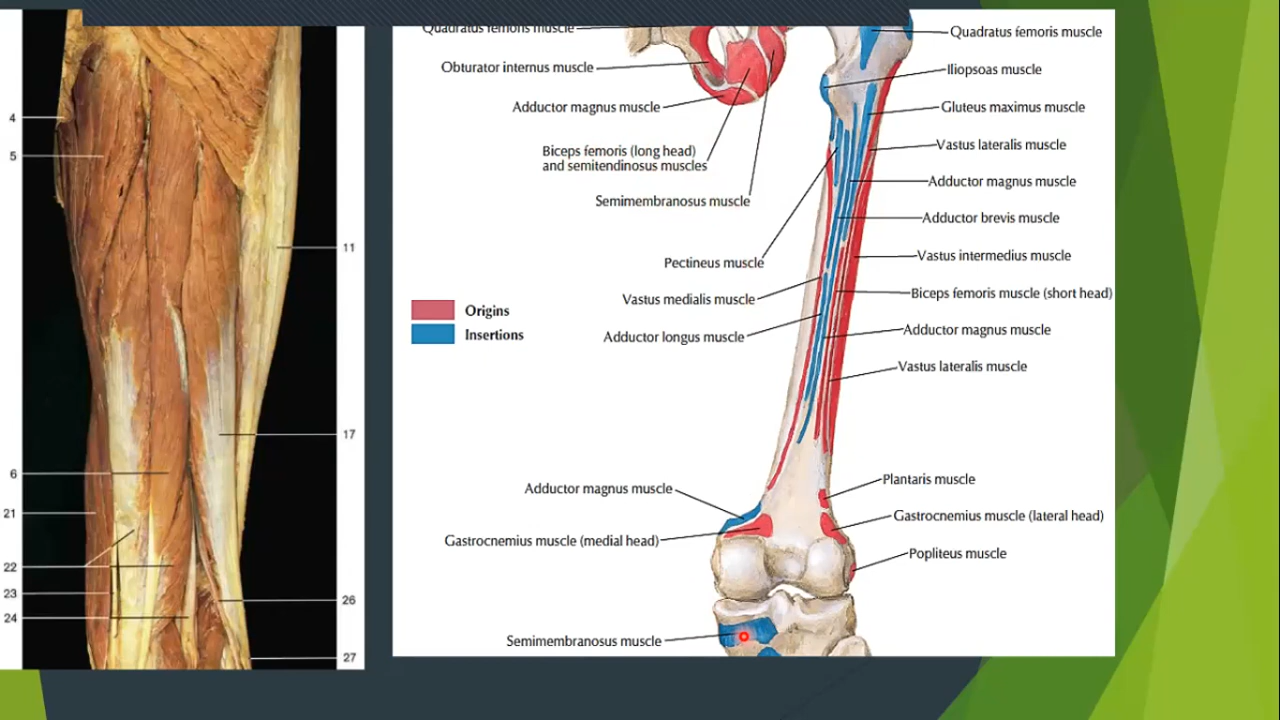 4
5
6
21
22
23
24
11
17
26
27
Quadratus femoris muscle
Obturator internus muscle
Adductor magnus muscle
Biceps femoris (long head)
and semitendinosus muscles
Semimembranosus muscle
Pectineus muscle
Vastus medialis muscle
Adductor longus muscle
Origins
Insertions
Adductor magnus muscle
Gastrocnemius muscle (medial head)
Semimembranosus muscle
Quadratus femoris muscle
Iliopsoas muscle
Gluteus maximus muscle
Vastus lateralis muscle
Adductor magnus muscle
Adductor brevis muscle
Vastus intermedius muscle
Biceps femoris muscle (short head)
Adductor magnus muscle
Vastus lateralis muscle
Plantaris muscle
Gastrocnemius muscle (lateral head)
Popliteus muscle